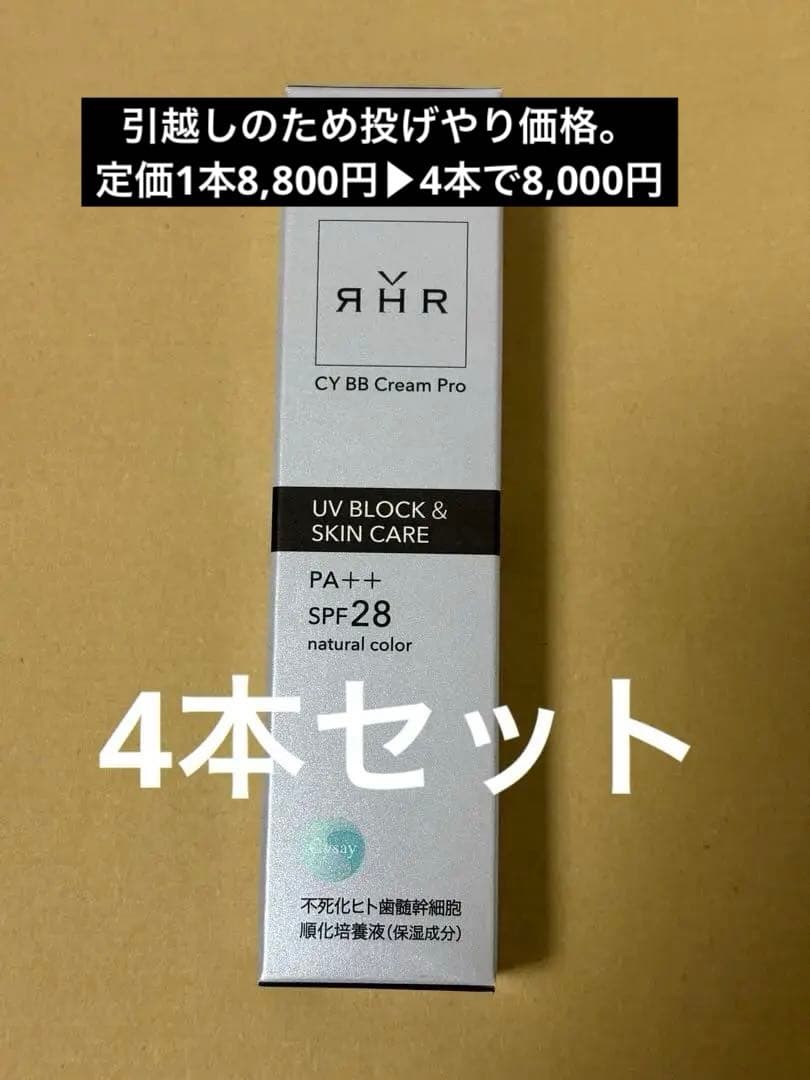 引越しのため投げやり価格。
定価1本8,800円▶4本で8,000円
RHR
CY BB Cream Pro
UV BLOCK &
SKIN CARE
PA++
SPF28
natural color
4本セット
不死化ヒト歯髄幹細胞
順化培養液(保湿成分)